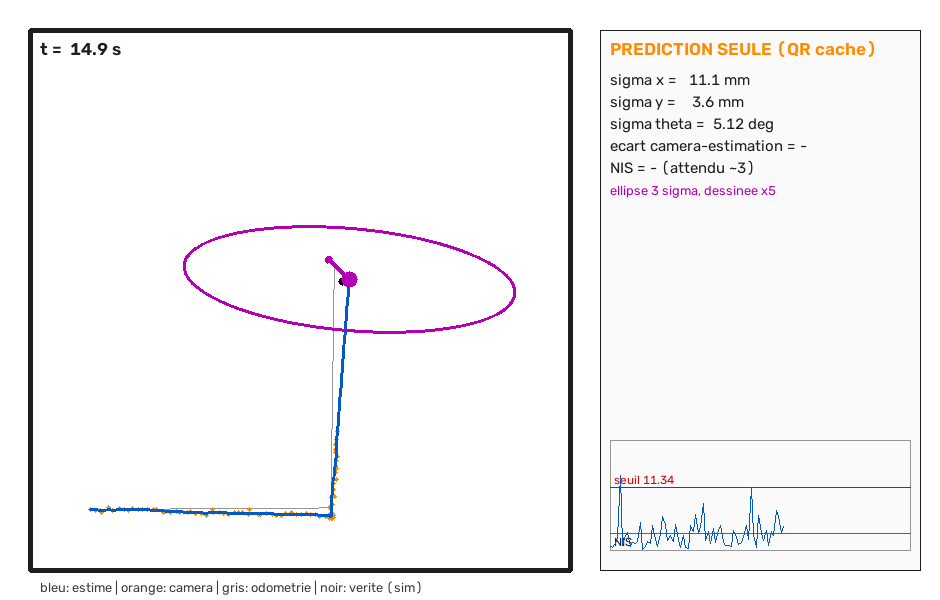 t = 14.9 s
PREDICTION SEULE (QR cache)
sigma x = 11.1 mm
sigma y = 3.6 mm
sigma theta = 5.12 deg
ecart camera-estimation = -
NIS = - (attendu ~3)
ellipse 3 sigma, dessinee x5
seuil 11.34
NIS
bleu: estime | orange: camera | gris: odometrie | noir: verite (sim)